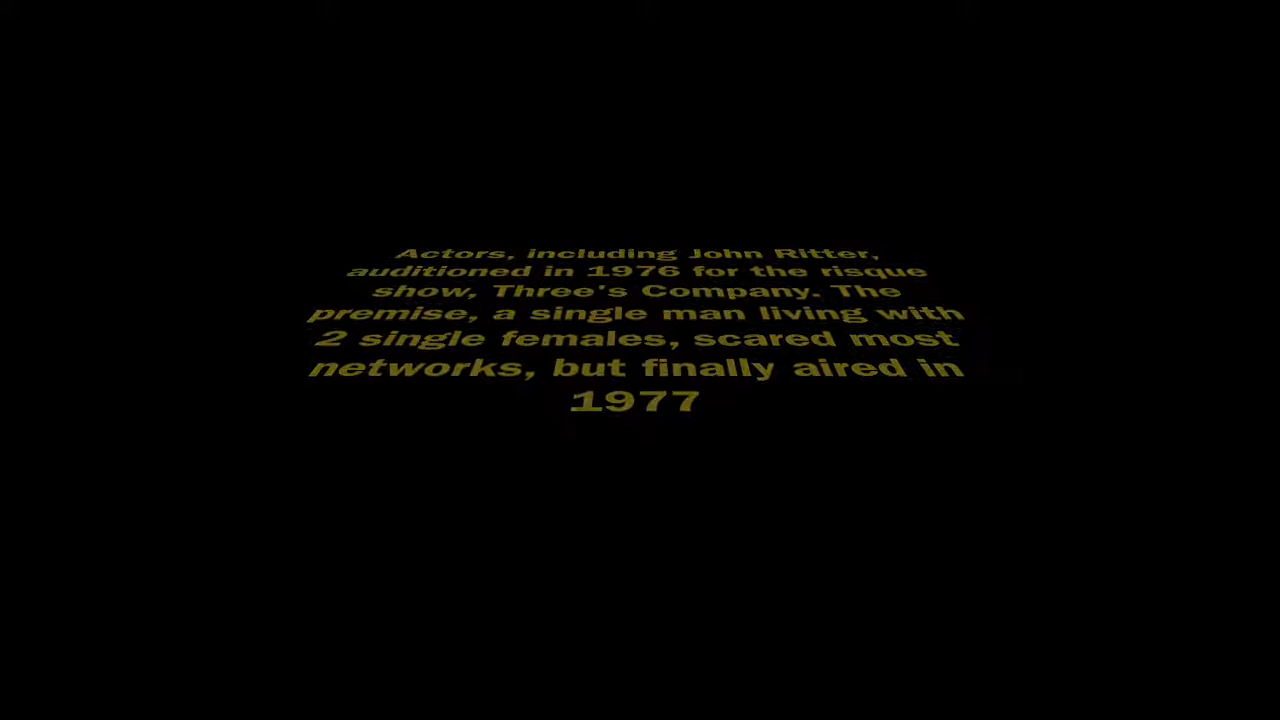 Actors, including John Ritter,
auditioned in 1976 for the risque
show, Three's Company. The
premise, a single man living with
2 single females, scared most
networks, but finally aired in
1977